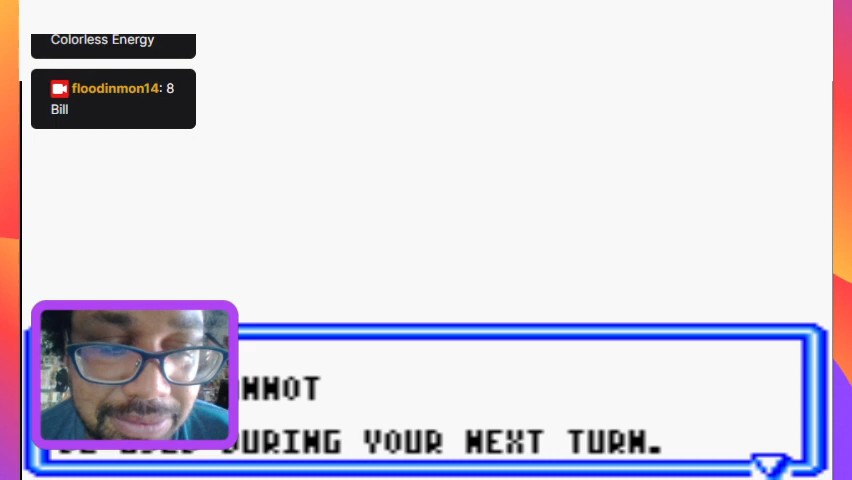 Colorless Energy
floodinmon14: 8
Bill
NNOT
DURING YOUR NEXT TURN.